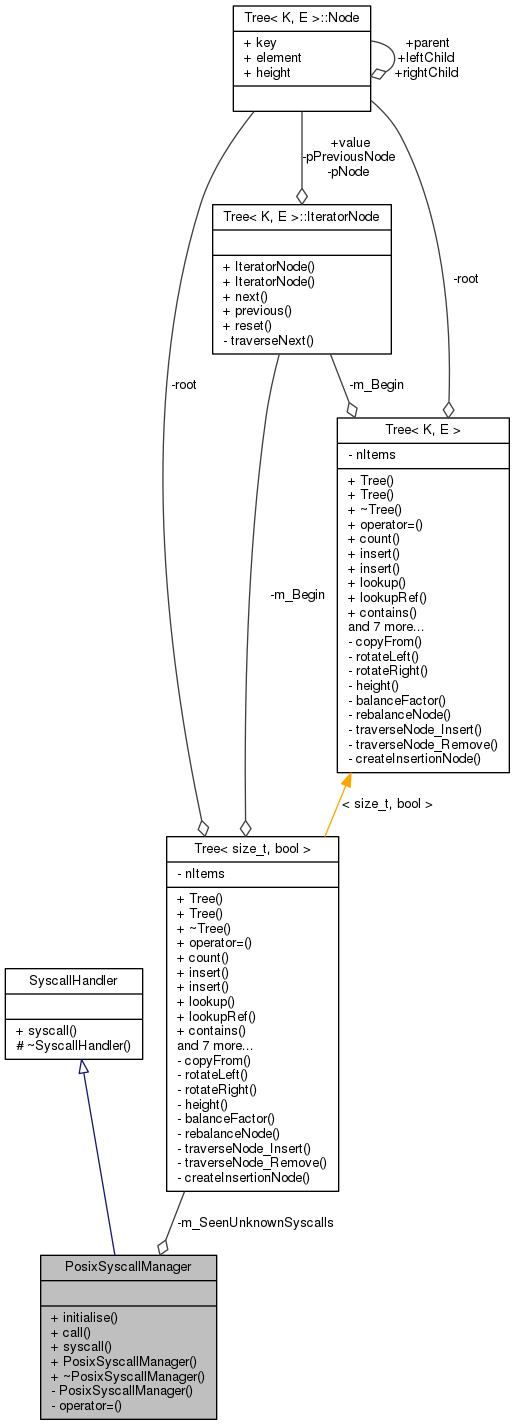 Tree< K, E >::Node
+ key
+ element
+ height
+parent
+leftChild
+rightChild
+value
-pPreviousNode
-pNode
Tree< K, E >::IteratorNode
+ IteratorNode()
+ IteratorNode()
+ next()
+ previous()
+ reset()
- traverseNext()
-root
-root
-m_Begin
Tree< K, E >
- nItems
+ Tree()
+ Tree()
+ ~Tree()
+ operator=()
+ count()
+ insert()
+ insert()
+ lookup()
+ lookupRef()
+ contains()
and 7 more...
- copyFrom()
- rotateLeft()
- rotateRight()
- height()
- balanceFactor()
- rebalanceNode()
- traverseNode_Insert()
- traverseNode_Remove()
- createInsertionNode()
-m_Begin
< size_t, bool >
Tree< size_t, bool >
- nItems
+ Tree()
+ Tree()
+ ~Tree()
+ operator=()
+ count()
+ insert()
+ insert()
+ lookup()
+ lookupRef()
+ contains()
and 7 more...
- copyFrom()
- rotateLeft()
- rotateRight()
- height()
- balanceFactor()
- rebalanceNode()
- traverseNode_Insert()
- traverseNode_Remove()
- createInsertionNode()
SyscallHandler
+ syscall()
# ~SyscallHandler()
-m_SeenUnknownSyscalls
PosixSyscallManager
+ initialise()
+ call()
+ syscall()
+ PosixSyscallManager()
+ ~PosixSyscallManager()
- PosixSyscallManager()
- operator=()